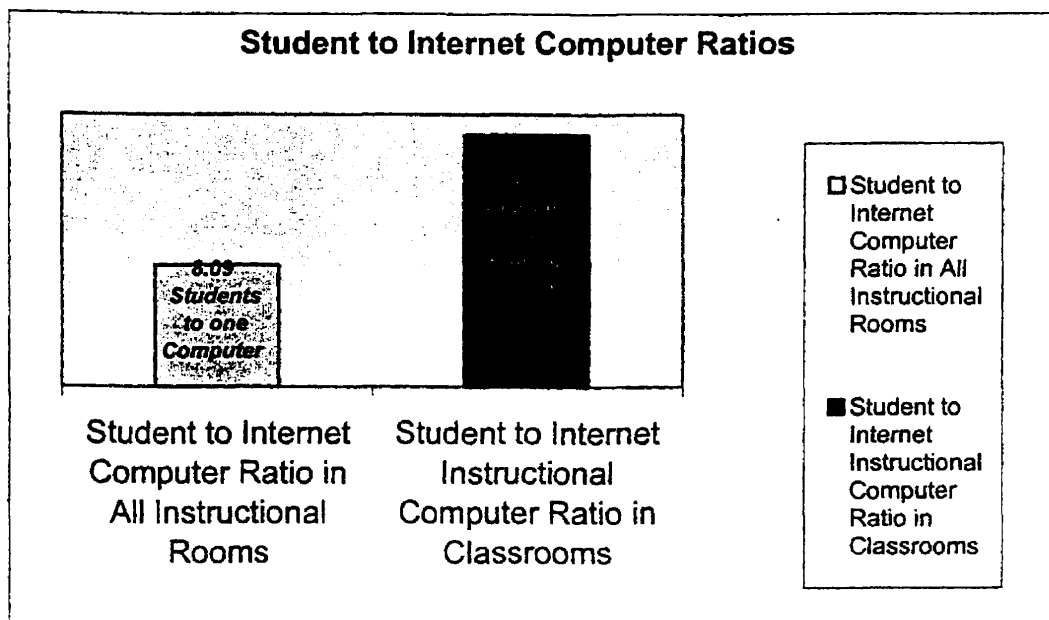 Student to Internet Computer Ratios
8.09
Students
to one
Computer
Student to Internet
Computer Ratio in
All Instructional
Rooms
Student to Internet
Instructional
Computer Ratio in
Classrooms
Student to
Internet
Computer
Ratio in All
Instructional
Rooms
Student to
Internet
Instructional
Computer
Ratio in
Classrooms